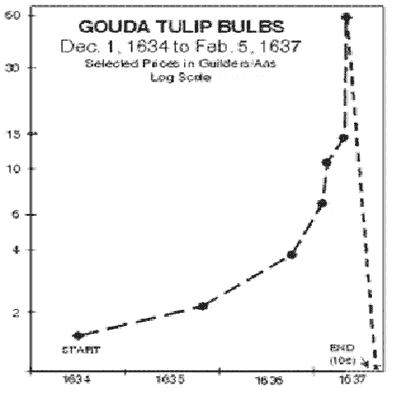 GOUDA TULIP BULBS
Dec. 1, 1634 to Feb. 5, 1637
Selected Prices in Guilders/Aas
Log Scale
60
30
15
10
6
4
2
START
END
1634
1635
1636
1637